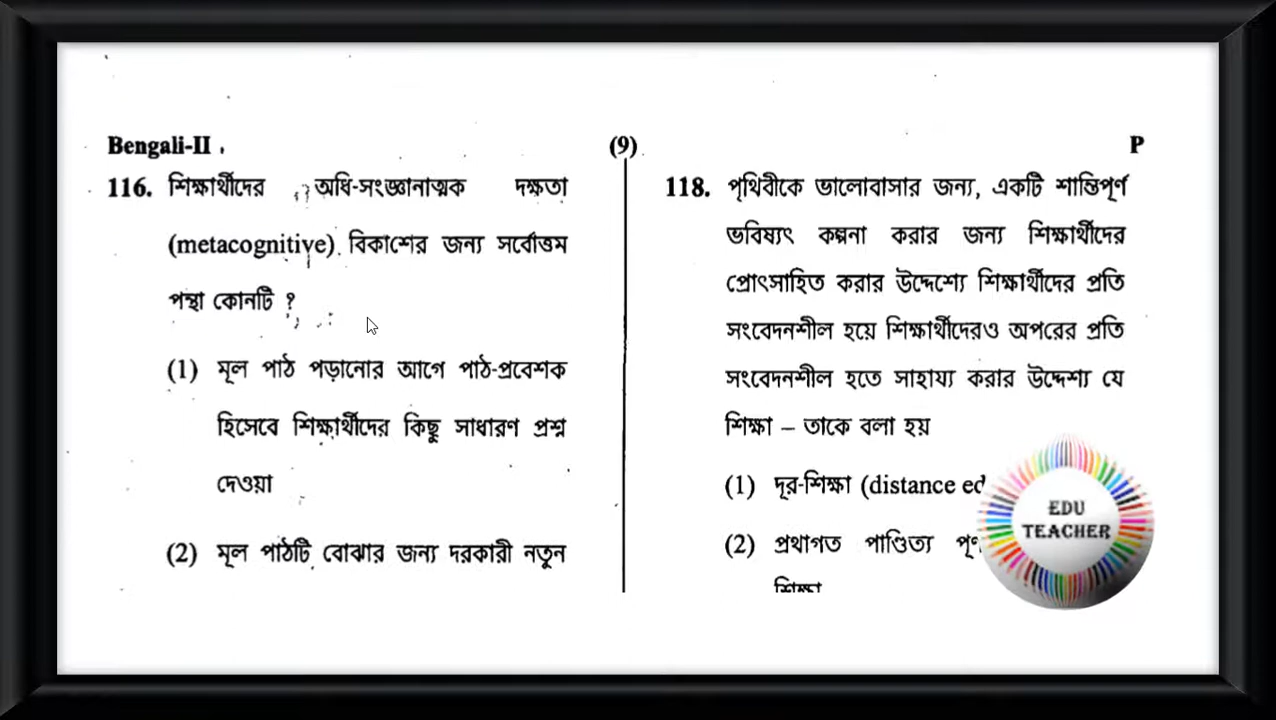 Bengali-II .
(9)
P
116. শিক্ষার্থীদের অধি-সংজ্ঞানাত্মক দক্ষতা
(metacognitive). বিকাশের জন্য সর্বোত্তম
পন্থা কোনটি ?
(1) মূল পাঠ পড়ানোর আগে পাঠ-প্রবেশক
হিসেবে শিক্ষার্থীদের কিছু সাধারণ প্রশ্ন
দেওয়া
(2) মূল পাঠটি বোঝার জন্য দরকারী নতুন
118. পৃথিবীকে ভালোবাসার জন্য, একটি শান্তিপূর্ণ
ভবিষ্যৎ কল্পনা করার জন্য শিক্ষার্থীদের
প্রোৎসাহিত করার উদ্দেশ্যে শিক্ষার্থীদের প্রতি
সংবেদনশীল হয়ে শিক্ষার্থীদেরও অপরের প্রতি
সংবেদনশীল হতে সাহায্য করার উদ্দেশ্য যে
শিক্ষা – তাকে বলা হয়
(1) দূর-শিক্ষা (distance
(2) প্রথাগত পাণ্ডিত্য
শিক্ষা
EDU
TEACHER